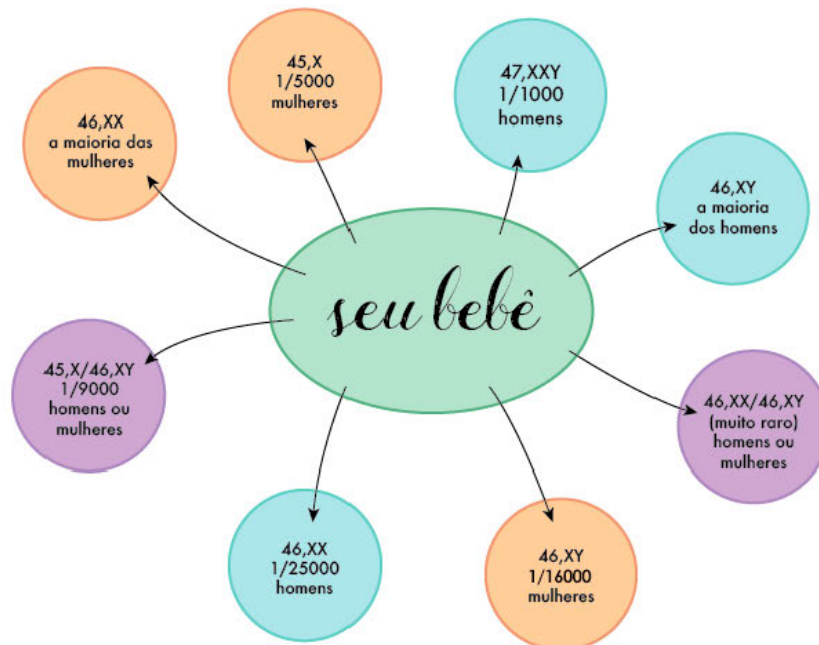 45,X
1/5000
mulheres
47,XXY
1/1000
homens
46,XX
a maioria das
mulheres
46,XY
a maioria
dos homens
seu bebê
45,X/46,XY
1/9000
homens ou
mulheres
46,XX/46,XY
(muito raro)
homens ou
mulheres
46,XX
1/25000
homens
46,XY
1/16000
mulheres